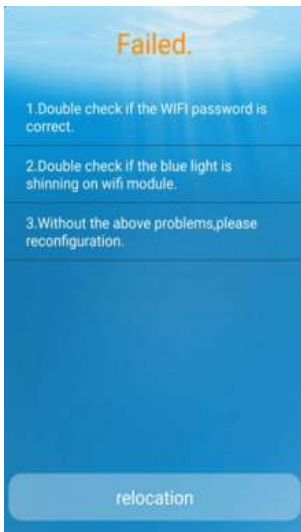 Failed.
1.Double check if the WIFI password is
correct.
2.Double check if the blue light is
shinning on wifi module.
3.Without the above problems,please
reconfiguration.
relocation